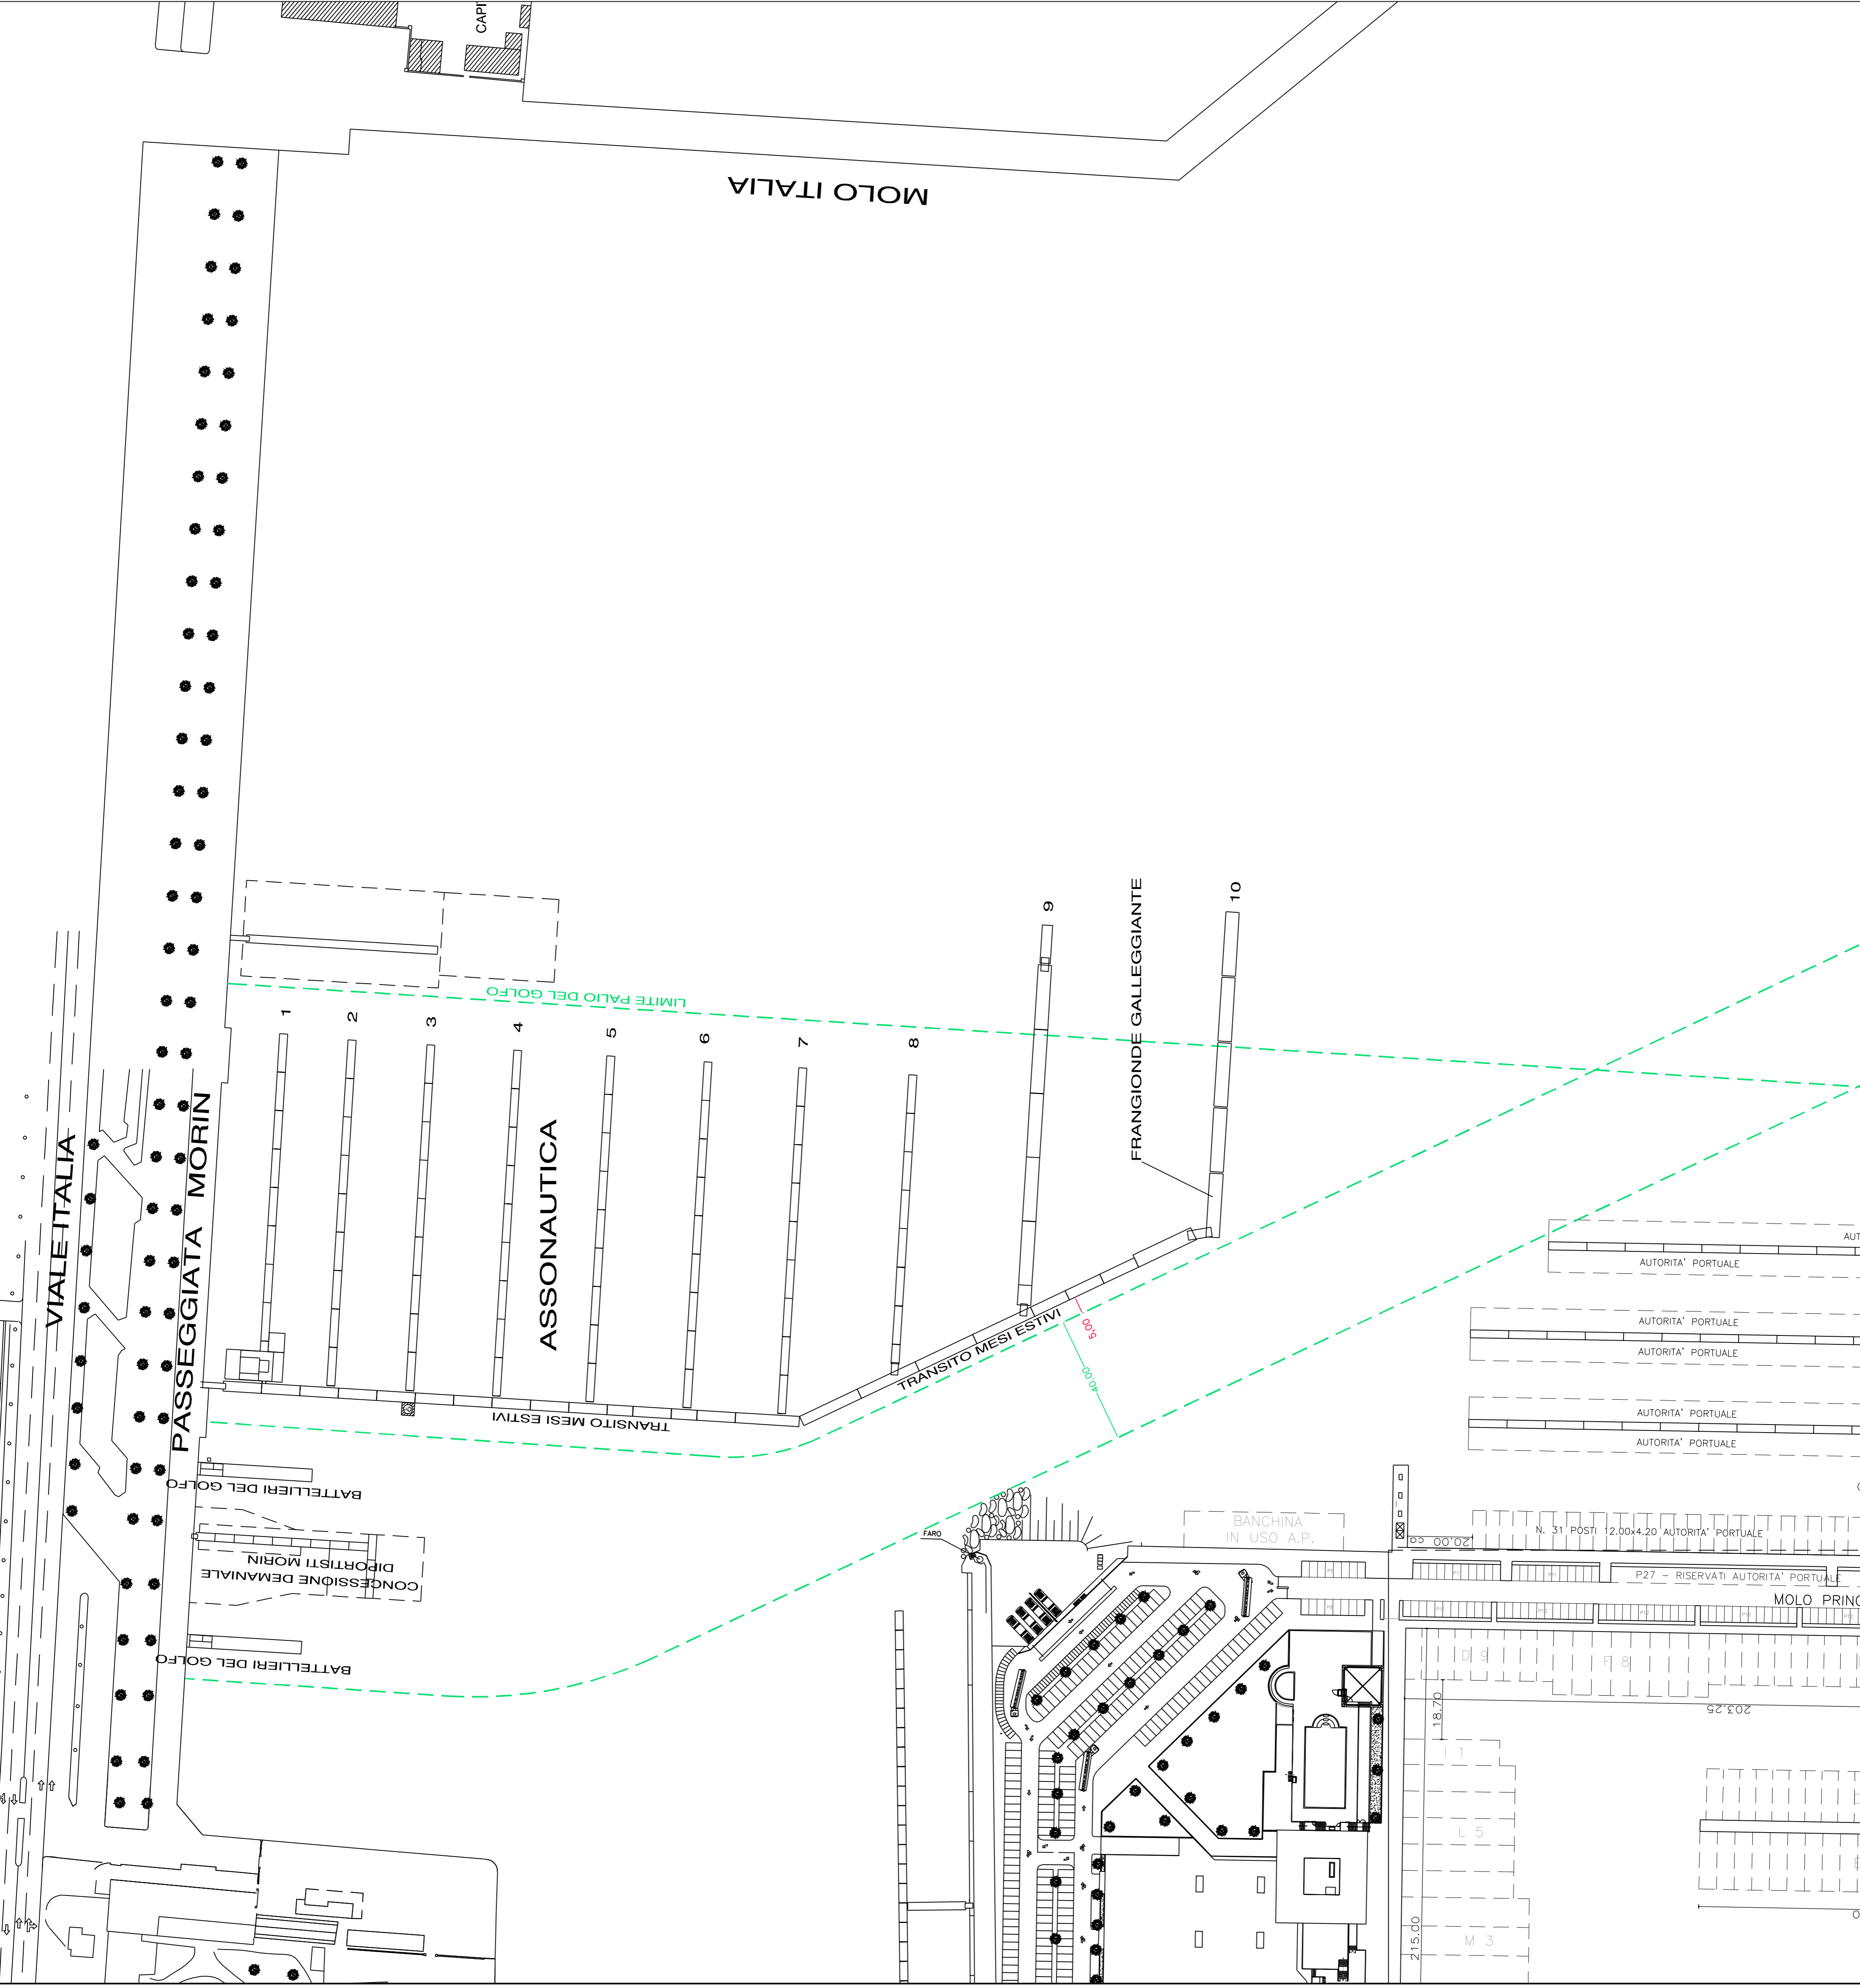 CAPI
MOLO ITALIA
LIMITE PALIO DEL GOLFO
1
2
3
4
5
6
7
8
9
10
FRANGIONDE GALLEGGIANTE
VIALE ITALIA
PASSEGGIATA MORIN
ASSONAUTICA
TRANSITO MESI ESTIVI
TRANSITO MESI ESTIVI
5,00
40.00
BATTELLIERI DEL GOLFO
DIPORTISTI MORIN
CONCESSIONE DEMANIALE
BATTELLIERI DEL GOLFO
FARO
BANCHINA
IN USO A.P.
AUT
AUTORITA' PORTUALE
AUTORITA' PORTUALE
AUTORITA' PORTUALE
AUTORITA' PORTUALE
AUTORITA' PORTUALE
N. 31 POSTI 12.00x4.20 AUTORITA' PORTUALE
20.00
P27 - RISERVATI AUTORITA' PORTUALE
MOLO PRINC
D 9
F 8
18.70
203.25
I 1
L 5
M 3
215.00